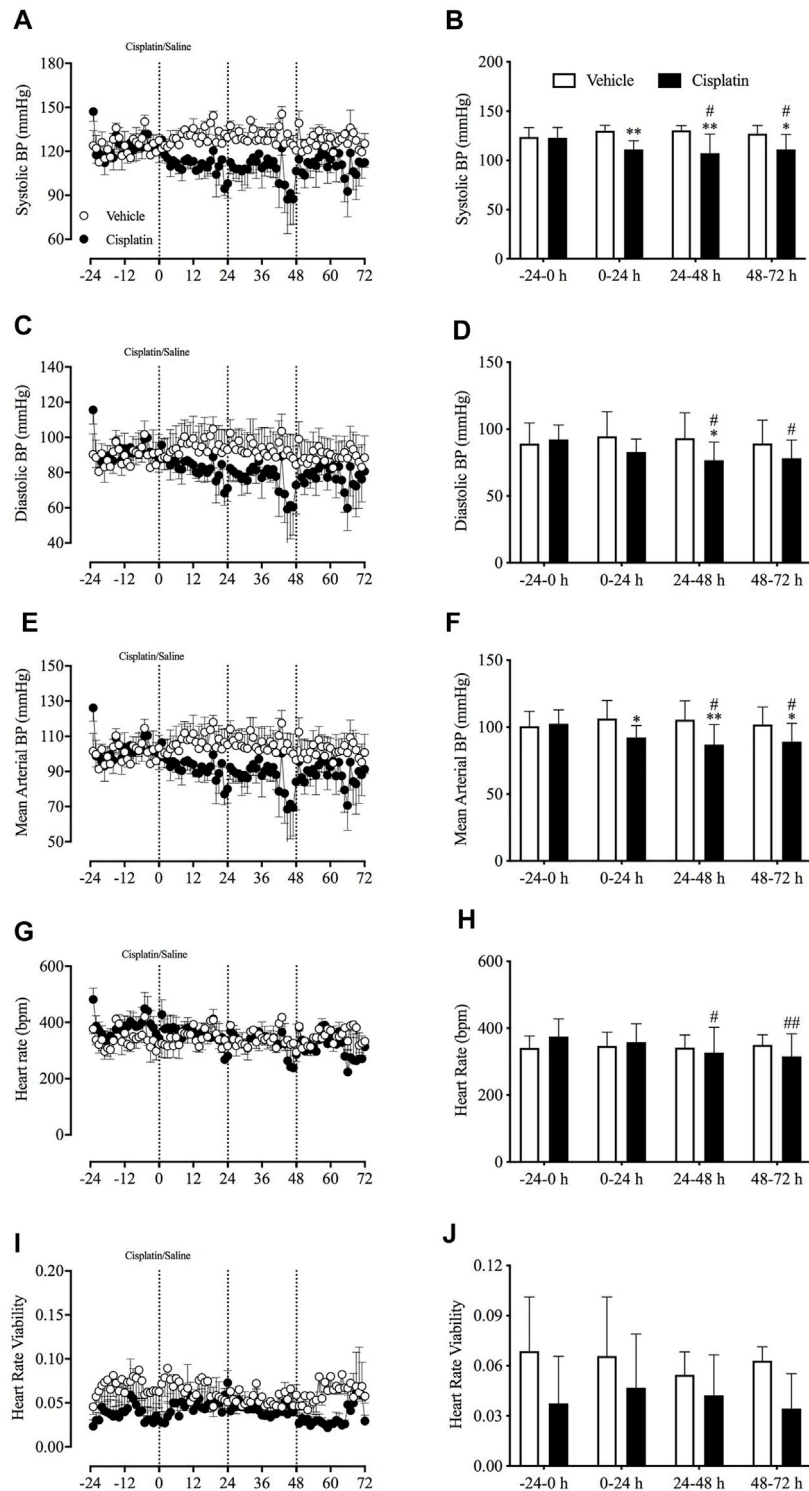 A
Cisplatin/Saline
Systolic BP (mmHg)
180
150
120
90
60
Vehicle
Cisplatin
-24 -12 0 12 24 36 48 60 72
B
Systolic BP (mmHg)
200
150
100
50
0
Vehicle Cisplatin
** # ** # *
-24-0 h 0-24 h 24-48 h 48-72 h
C
Cisplatin/Saline
Diastolic BP (mmHg)
140
120
100
80
60
40
-24 -12 0 12 24 36 48 60 72
D
Diastolic BP (mmHg)
150
100
50
0
# * #
-24-0 h 0-24 h 24-48 h 48-72 h
E
Cisplatin/Saline
Mean Arterial BP (mmHg)
150
130
110
90
70
50
-24 -12 0 12 24 36 48 60 72
F
Mean Arterial BP (mmHg)
150
100
50
0
* # ** # *
-24-0 h 0-24 h 24-48 h 48-72 h
G
Cisplatin/Saline
Heart rate (bpm)
600
400
200
0
-24 -12 0 12 24 36 48 60 72
H
Heart Rate (bpm)
600
400
200
0
# ##
-24-0 h 0-24 h 24-48 h 48-72 h
I
Cisplatin/Saline
Heart Rate Viability
0.20
0.15
0.10
0.05
0.00
-24 -12 0 12 24 36 48 60 72
J
Heart Rate Viability
0.12
0.09
0.06
0.03
0.00
-24-0 h 0-24 h 24-48 h 48-72 h